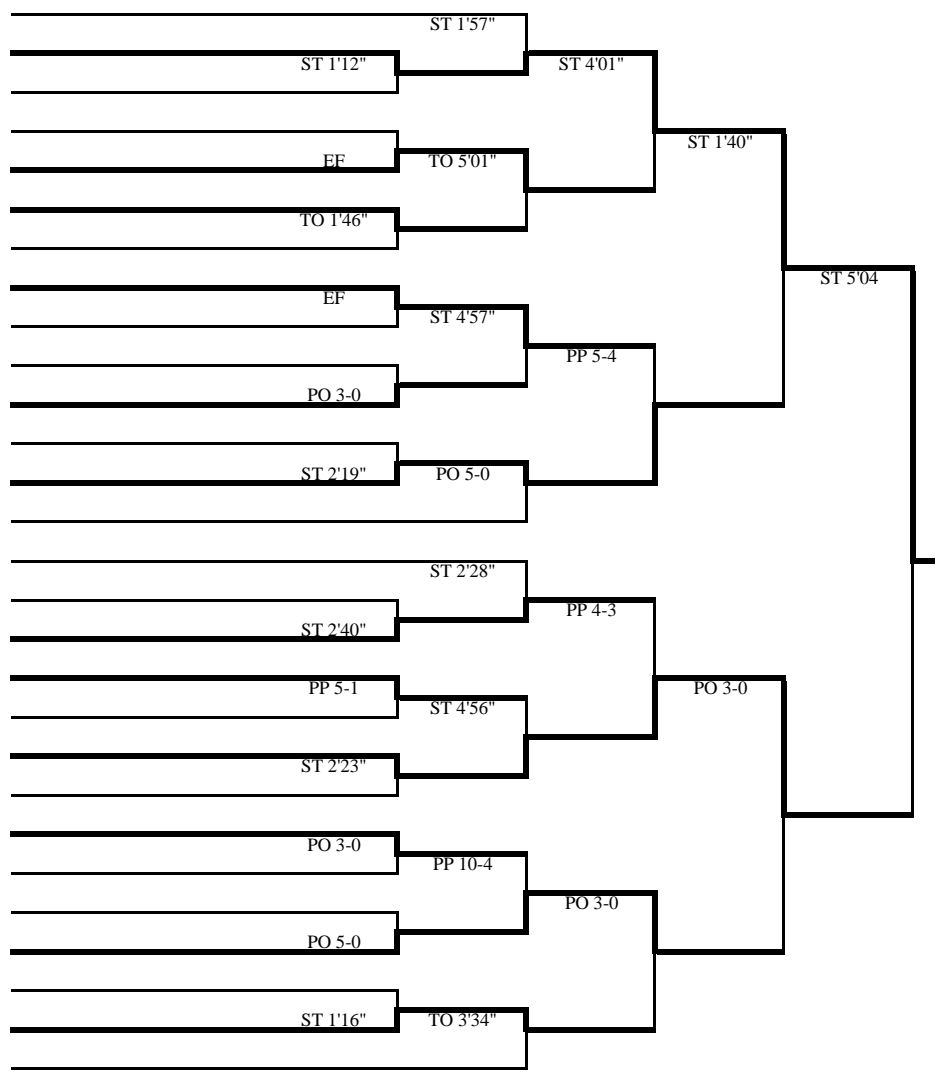 ST 1'57"
ST 1'12"
ST 4'01"
ST 1'40"
EF
TO 5'01"
TO 1'46"
ST 5'04
EF
ST 4'57"
PP 5-4
PO 3-0
ST 2'19"
PO 5-0
ST 2'28"
PP 4-3
ST 2'40"
PP 5-1
PO 3-0
ST 4'56"
ST 2'23"
PO 3-0
PP 10-4
PO 3-0
PO 5-0
ST 1'16"
TO 3'34"